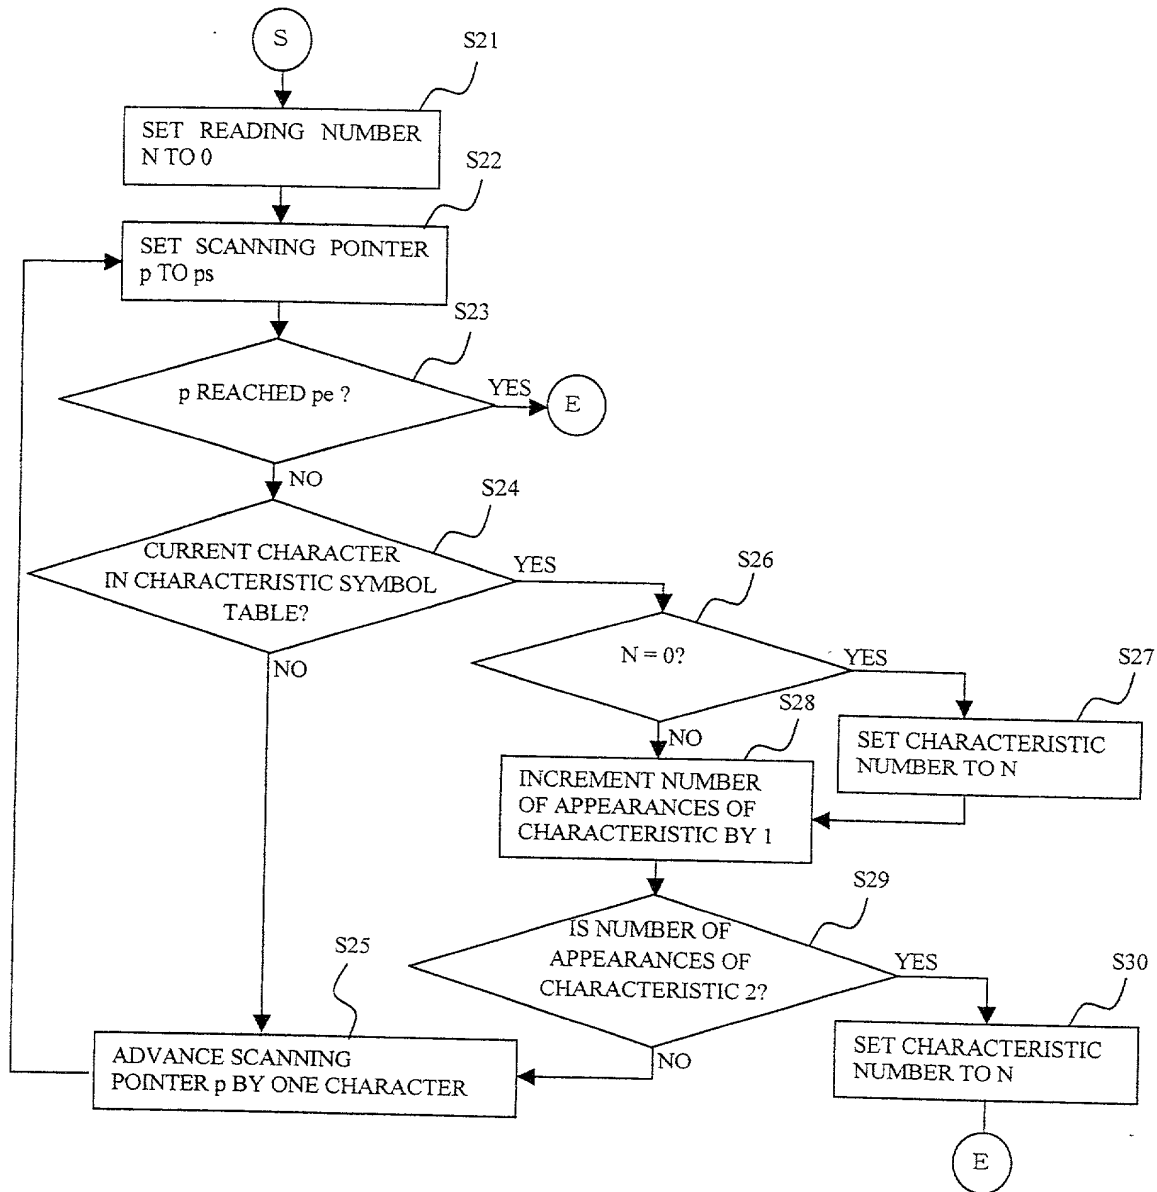 S
S21
SET READING NUMBER
N TO 0
S22
SET SCANNING POINTER
p TO ps
S23
p REACHED pe ?
YES
E
NO
S24
CURRENT CHARACTER
IN CHARACTERISTIC SYMBOL
TABLE?
YES
NO
S26
N = 0?
YES
NO
S27
SET CHARACTERISTIC
NUMBER TO N
S28
INCREMENT NUMBER
OF APPEARANCES OF
CHARACTERISTIC BY 1
S29
IS NUMBER OF
APPEARANCES OF
CHARACTERISTIC 2?
YES
NO
S30
SET CHARACTERISTIC
NUMBER TO N
E
S25
ADVANCE SCANNING
POINTER p BY ONE CHARACTER